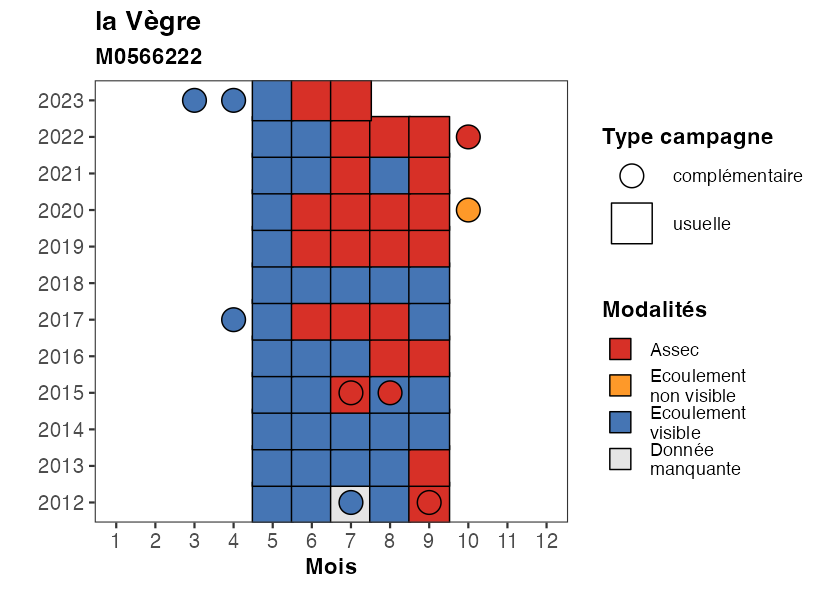 la Vègre
M0566222
2023
2022
2021
2020
2019
2018
2017
2016
2015
2014
2013
2012
1 2 3 4 5 6 7 8 9 10 11 12
Mois
Type campagne
complémentaire
usuelle
Modalités
Assec
Ecoulement
non visible
Ecoulement
visible
Donnée
manquante